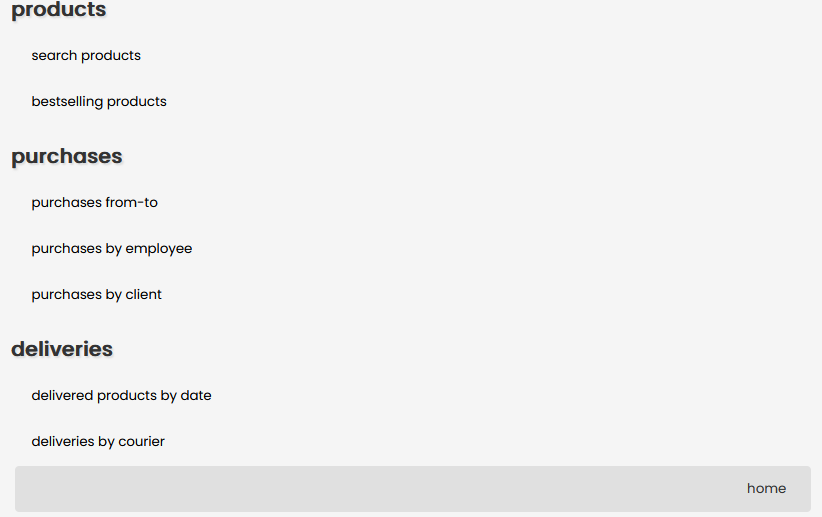 products
search products
bestselling products
purchases
purchases from-to
purchases by employee
purchases by client
deliveries
delivered products by date
deliveries by courier
home